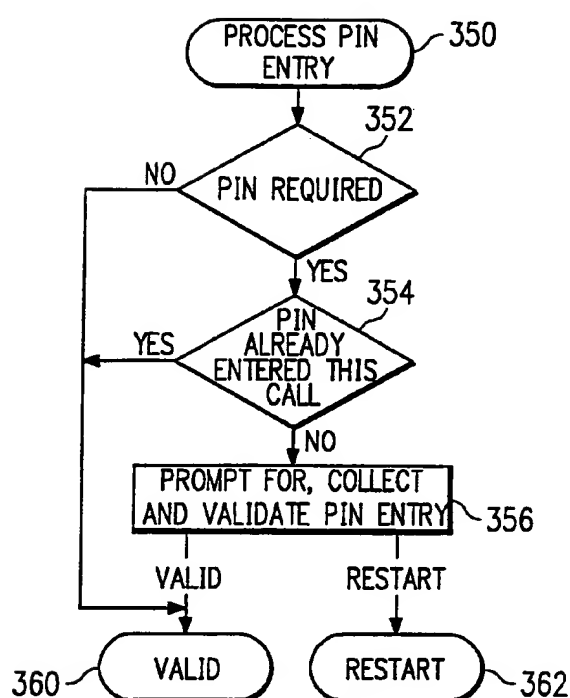 PROCESS PIN
ENTRY
350
352
NO
PIN REQUIRED
YES
354
PIN
ALREADY
ENTERED THIS
CALL
YES
NO
PROMPT FOR, COLLECT
AND VALIDATE PIN ENTRY
356
VALID
RESTART
360
VALID
RESTART
362